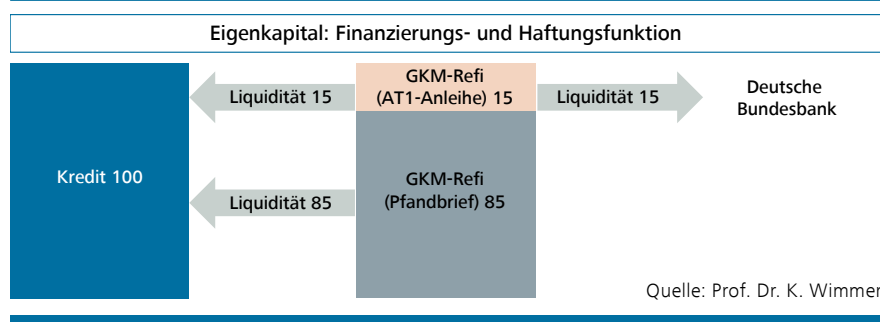 Eigenkapital: Finanzierungs- und Haftungsfunktion
Kredit 100
Liquidität 15
GKM-Refi
(AT1-Anleihe) 15
Liquidität 15
Deutsche
Bundesbank
Liquidität 85
GKM-Refi
(Pfandbrief) 85
Quelle: Prof. Dr. K. Wimmer